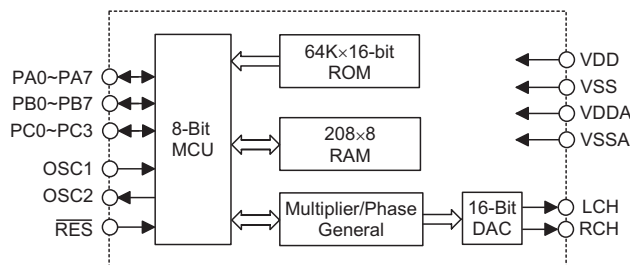 PA0~PA7
PB0~PB7
PC0~PC3
OSC1
OSC2
RES
8-Bit
MCU
64K×16-bit
ROM
208×8
RAM
Multiplier/Phase
General
16-Bit
DAC
VDD
VSS
VDDA
VSSA
LCH
RCH